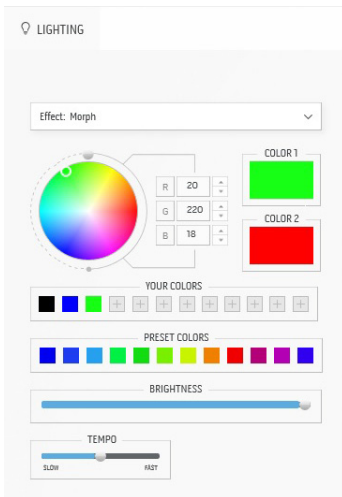 LIGHTING
Effect: Morph
COLOR 1
R 20
G 220
B 18
COLOR 2
YOUR COLORS
PRESET COLORS
BRIGHTNESS
TEMPO
SLOW FAST